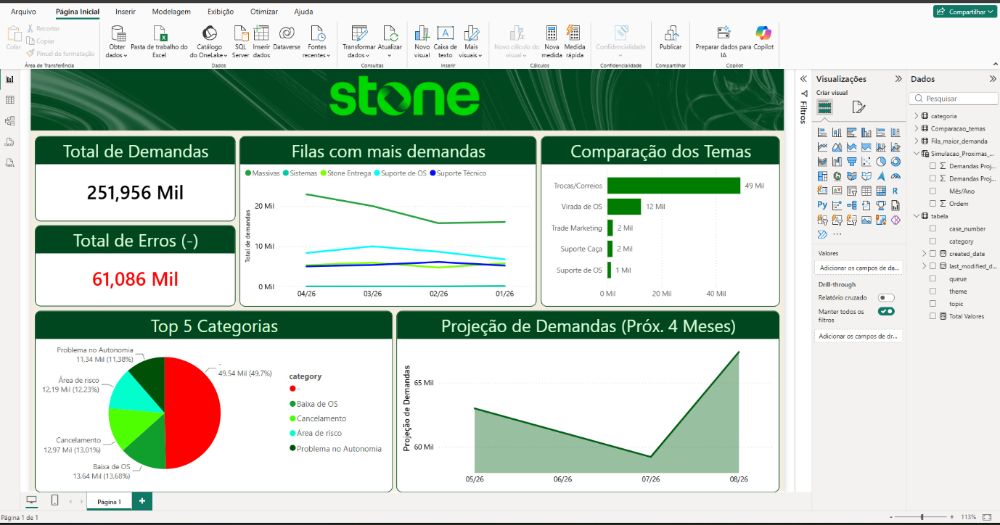 Arquivo Página Inicial Inserir Modelagem Exibição Otimizar Ajuda Compartilhar
Colar
Recortar
Copiar
Pincel de formatação
Área de Transferência
Obter dados
Pasta de trabalho do Excel
Catálogo do OneLake
SQL Server
Inserir dados
Dataverse
Fontes recentes
Dados
Transformar dados
Atualizar
Consultas
Novo visual
Caixa de texto
Mais visuais
Inserir
Novo cálculo do visual
Nova medida
Medida rápida
Cálculos
Confidencialidade
Confidencialidade
Publicar
Compartilhar
Preparar dados para IA
Copilot
Copilot
stone
Total de Demandas
251,956 Mil
Total de Erros (-)
61,086 Mil
Filas com mais demandas
Massivas Sistemas Stone Entrega Suporte de OS Suporte Técnico
Total de demandas
20 Mil
10 Mil
0 Mil
04/26 03/26 02/26 01/26
Comparação dos Temas
Trocas/Correios 49 Mil
Virada de OS 12 Mil
Trade Marketing 2 Mil
Suporte Caça 2 Mil
Suporte de OS 1 Mil
0 Mil 20 Mil 40 Mil
Top 5 Categorias
Problema no Autonomia
11,34 Mil (11,38%)
Área de risco
12,19 Mil (12,23%)
Cancelamento
12,97 Mil (13,01%)
Baixa de OS
13,64 Mil (13,68%)
-
49,54 Mil (49,7%)
category
-
Baixa de OS
Cancelamento
Área de risco
Problema no Autonomia
Projeção de Demandas (Próx. 4 Meses)
Projeção de Demandas
65 Mil
60 Mil
05/26 06/26 07/26 08/26
Filtros
Visualizações
Criar visual
R
Py
Valores
Adicionar os campos de da...
Drill-through
Relatório cruzado
Manter todos os
filtros
Adicionar os campos de dr...
Dados
Pesquisar
categoria
Comparacao_temas
Fila_maior_demanda
Simulacao_Proximas_...
Demandas Proj...
Demandas Proj...
Mês/Ano
Ordem
tabela
case_number
category
created_date
last_modified_d...
queue
theme
topic
Total Valores
Página 1
+
Página 1 de 1
- + 113%